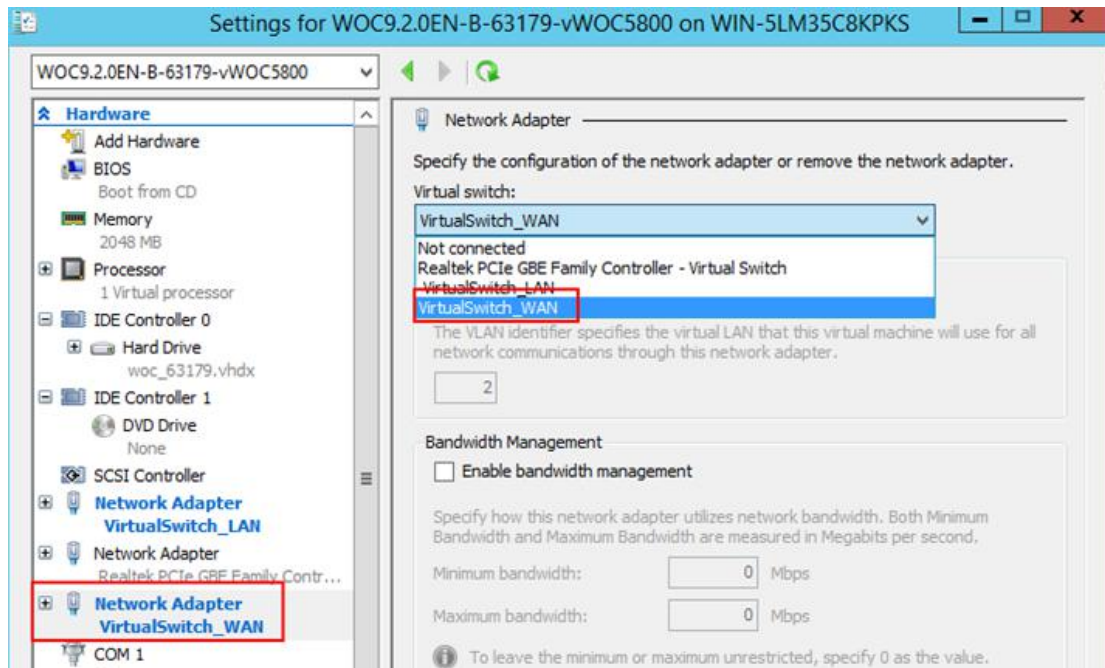 Settings for WOC9.2.0EN-B-63179-vWOC5800 on WIN-5LM35C8KPKS
WOC9.2.0EN-B-63179-vWOC5800
Hardware
Add Hardware
BIOS
Boot from CD
Memory
2048 MB
Processor
1 Virtual processor
IDE Controller 0
Hard Drive
woc_63179.vhdx
IDE Controller 1
DVD Drive
None
SCSI Controller
Network Adapter
VirtualSwitch_LAN
Network Adapter
Realtek PCIe GBE Family Contr...
Network Adapter
VirtualSwitch_WAN
COM 1
Network Adapter
Specify the configuration of the network adapter or remove the network adapter.
Virtual switch:
VirtualSwitch_WAN
Not connected
Realtek PCIe GBE Family Controller - Virtual Switch
VirtualSwitch_LAN
VirtualSwitch_WAN
The VLAN identifier specifies the virtual LAN that this virtual machine will use for all
network communications through this network adapter.
2
Bandwidth Management
Enable bandwidth management
Specify how this network adapter utilizes network bandwidth. Both Minimum
Bandwidth and Maximum Bandwidth are measured in Megabits per second.
Minimum bandwidth: 0 Mbps
Maximum bandwidth: 0 Mbps
To leave the minimum or maximum unrestricted, specify 0 as the value.